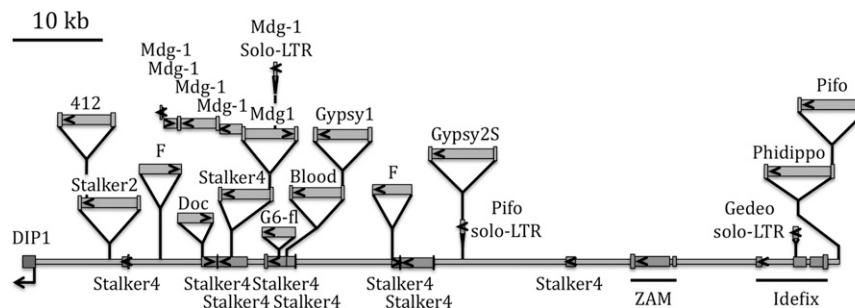 10 kb
Mdg-1
Mdg-1
Solo-LTR
Mdg-1
Mdg-1
Mdg-1
Mdg1
412
Gypsy1
Pifo
F
Gypsy2S
Stalker2
Stalker4
Blood
Phidippo
Doc
F
G6-fl
Pifo
solo-LTR
Gedeo
solo-LTR
DIP1
Stalker4
Stalker4
Stalker4
Stalker4
Stalker4
Stalker4
Stalker4
Stalker4
ZAM
Idefix